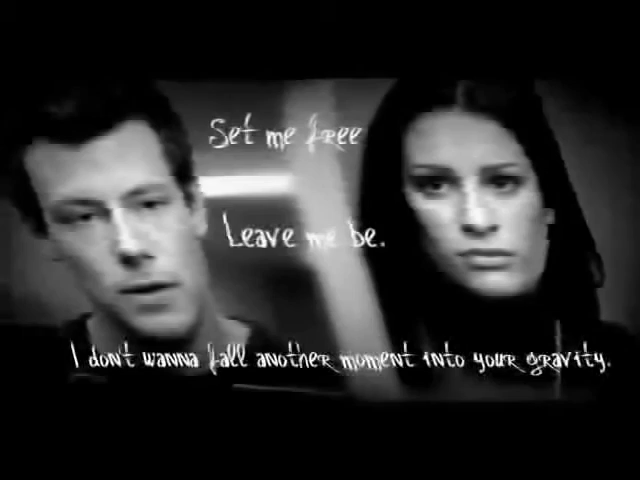 Set me free
Leave me be.
I don't wanna fall another moment into your gravity.